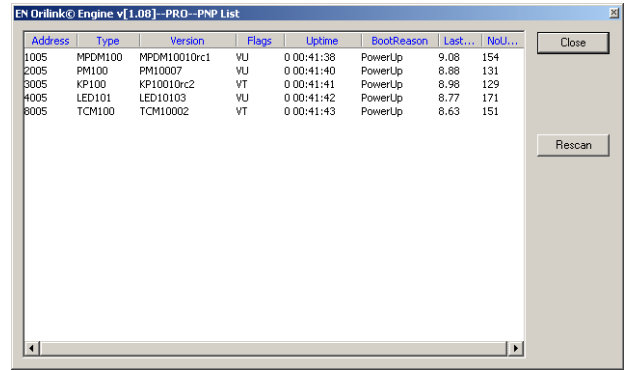 EN Orilink© Engine v[1.08]--PRO--PNP List
Address Type Version Flags Uptime BootReason Last... NoU... Close
1005 MPDM100 MPDM10010rc1 VU 0 00:41:38 PowerUp 9.08 154
2005 PM100 PM10007 VU 0 00:41:40 PowerUp 8.88 131
3005 KP100 KP10010rc2 VT 0 00:41:41 PowerUp 8.98 129
4005 LED101 LED10103 VU 0 00:41:42 PowerUp 8.77 171
8005 TCM100 TCM10002 VT 0 00:41:43 PowerUp 8.63 151
Rescan